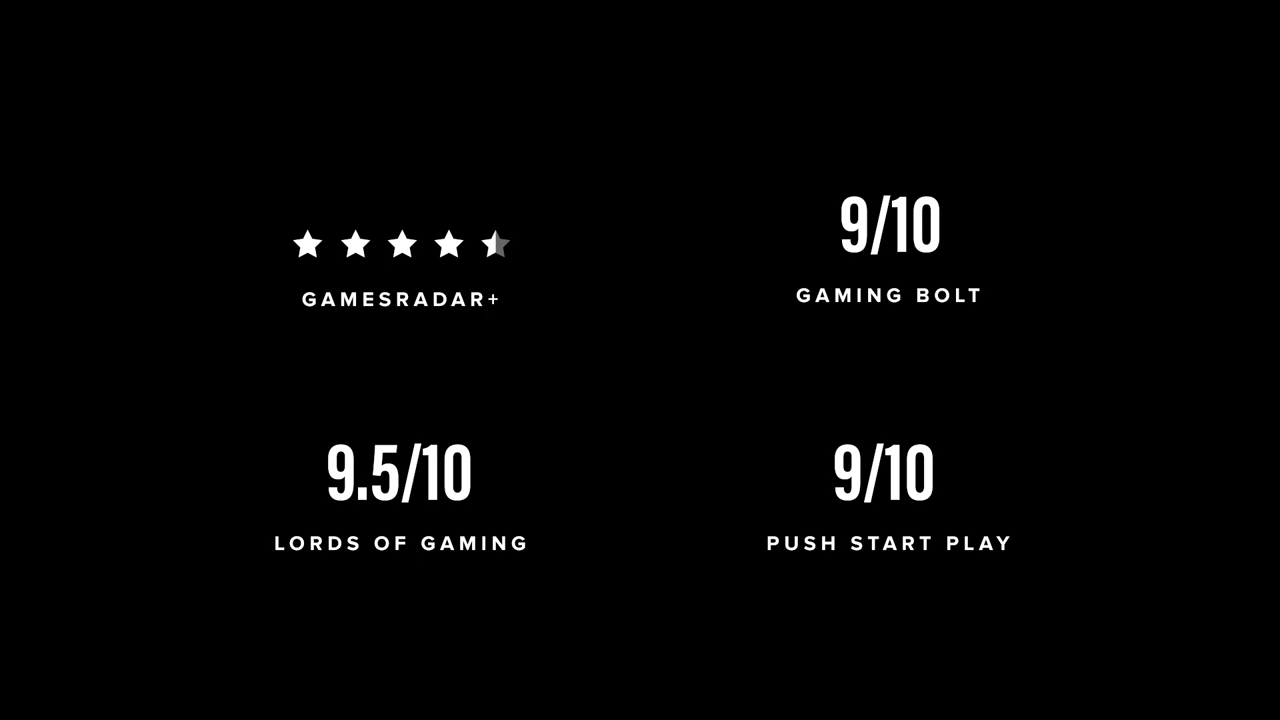 9/10
GAMESRADAR+
GAMING BOLT
9.5/10
9/10
LORDS OF GAMING
PUSH START PLAY